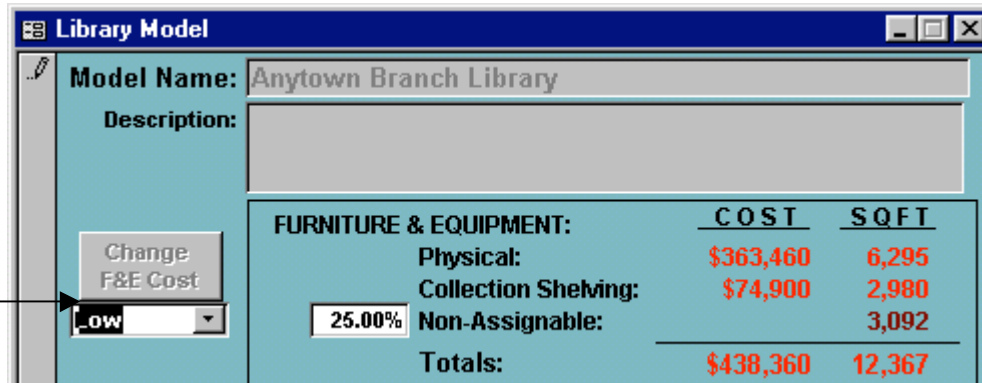 Library Model
Model Name: Anytown Branch Library
Description:
FURNITURE & EQUIPMENT: COST SQFT
Change
F&E Cost
Physical: $363,460 6,295
Collection Shelving: $74,900 2,980
Low 25.00% Non-Assignable: 3,092
Totals: $438,360 12,367